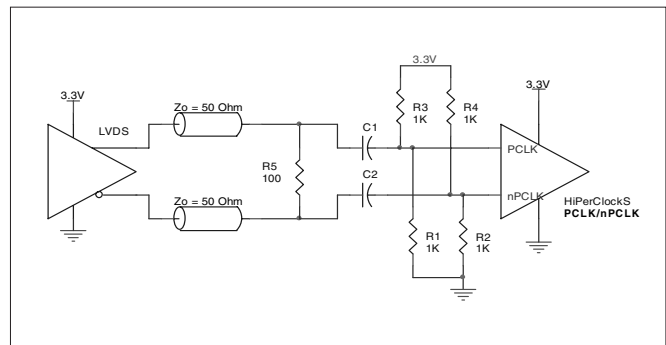 3.3V
LVDS
Zo = 50 Ohm
Zo = 50 Ohm
R5
100
C1
C2
3.3V
R3
1K
R4
1K
R1
1K
R2
1K
3.3V
PCLK
nPCLK
HiPerClockS
PCLK/nPCLK